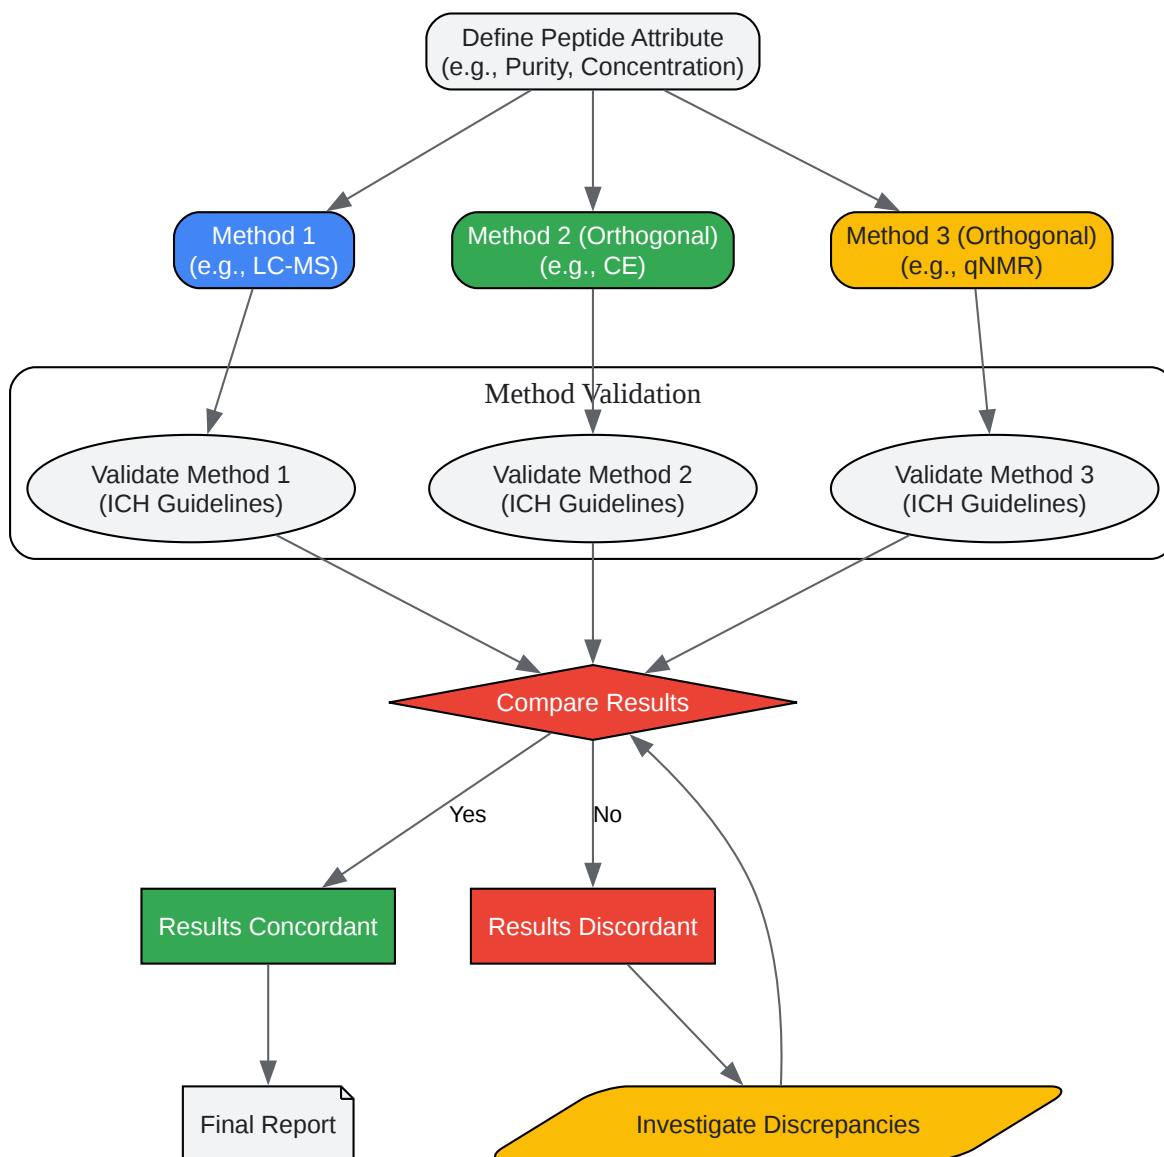 Define Peptide Attribute
(e.g., Purity, Concentration)
Method 1
(e.g., LC-MS)
Method 2 (Orthogonal)
(e.g., CE)
Method 3 (Orthogonal)
(e.g., qNMR)
Method Validation
Validate Method 1
(ICH Guidelines)
Validate Method 2
(ICH Guidelines)
Validate Method 3
(ICH Guidelines)
Compare Results
Yes
No
Results Concordant
Results Discordant
Final Report
Investigate Discrepancies